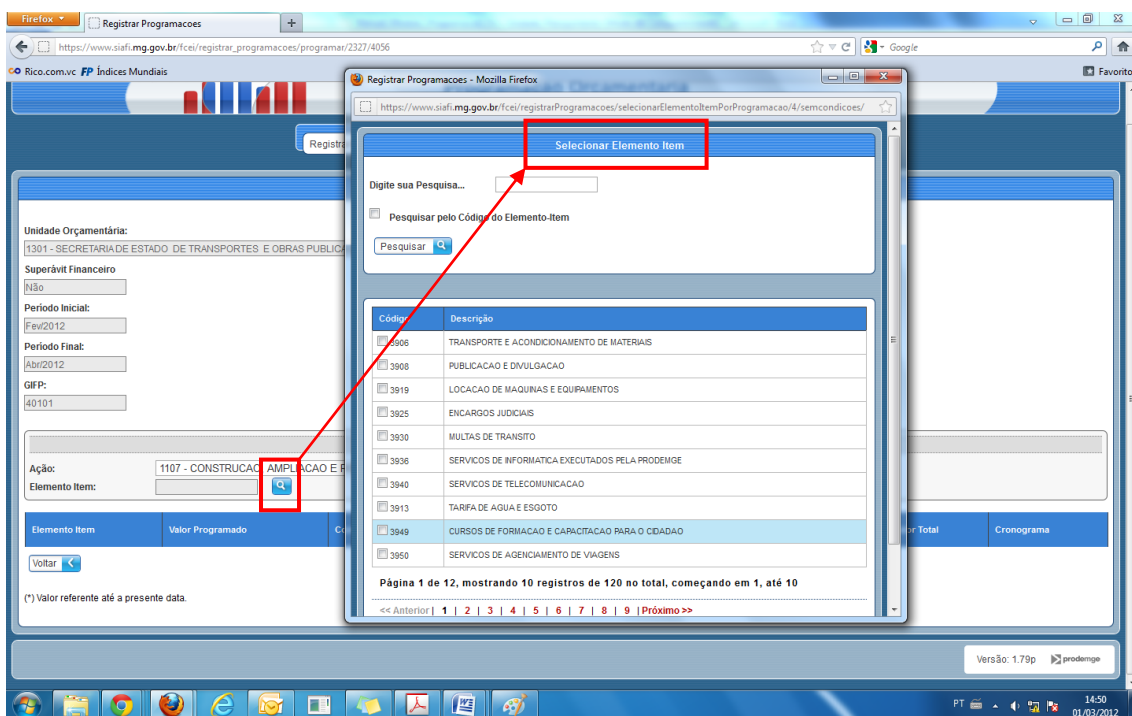 Firefox
Registrar Programacoes
+
https://www.siafi.mg.gov.br/fcei/registrar_programacoes/programar/2327/4056
Google
Rico.com.vc FP Índices Mundiais
Favorito
Registrar Programacoes - Mozilla Firefox
https://www.siafi.mg.gov.br/fcei/registrarProgramacoes/selecionarElementoItemPorProgramacao/4/semcondicoes/
Registra
Selecionar Elemento Item
Digite sua Pesquisa...
Pesquisar pelo Código do Elemento-Item
Pesquisar
Unidade Orçamentária:
1301 - SECRETARIA DE ESTADO DE TRANSPORTES E OBRAS PUBLICA
Superávit Financeiro
Não
Período Inicial:
Fev/2012
Período Final:
Abr/2012
GIFP:
40101
Ação:
1107 - CONSTRUCAO, AMPLIACAO E
Elemento Item:
Elemento Item
Valor Programado
Total
Cronograma
Voltar
(*) Valor referente até a presente data.
Código Descrição
3906 TRANSPORTE E ACONDICIONAMENTO DE MATERIAIS
3908 PUBLICACAO E DIVULGACAO
3919 LOCACAO DE MAQUINAS E EQUIPAMENTOS
3925 ENCARGOS JUDICIAIS
3930 MULTAS DE TRANSITO
3936 SERVICOS DE INFORMATICA EXECUTADOS PELA PRODEMGE
3940 SERVICOS DE TELECOMUNICACAO
3913 TARIFA DE AGUA E ESGOTO
3949 CURSOS DE FORMACAO E CAPACITACAO PARA O CIDADAO
3950 SERVICOS DE AGENCIAMENTO DE VIAGENS
Página 1 de 12, mostrando 10 registros de 120 no total, começando em 1, até 10
<< Anterior | 1 | 2 | 3 | 4 | 5 | 6 | 7 | 8 | 9 | Próximo >>
Versão: 1.79p prodemge
PT
14:50
01/03/2012